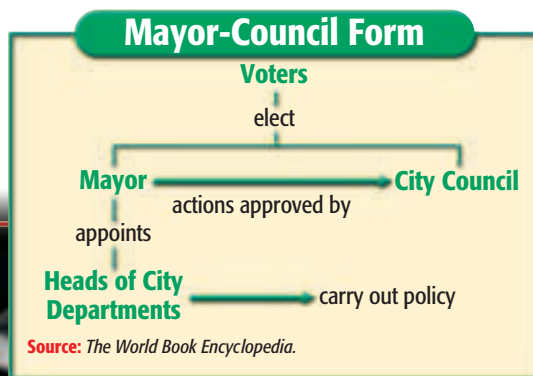 Mayor-Council Form
Voters
elect
Mayor
City Council
actions approved by
appoints
Heads of City
Departments
carry out policy
Source: The World Book Encyclopedia.